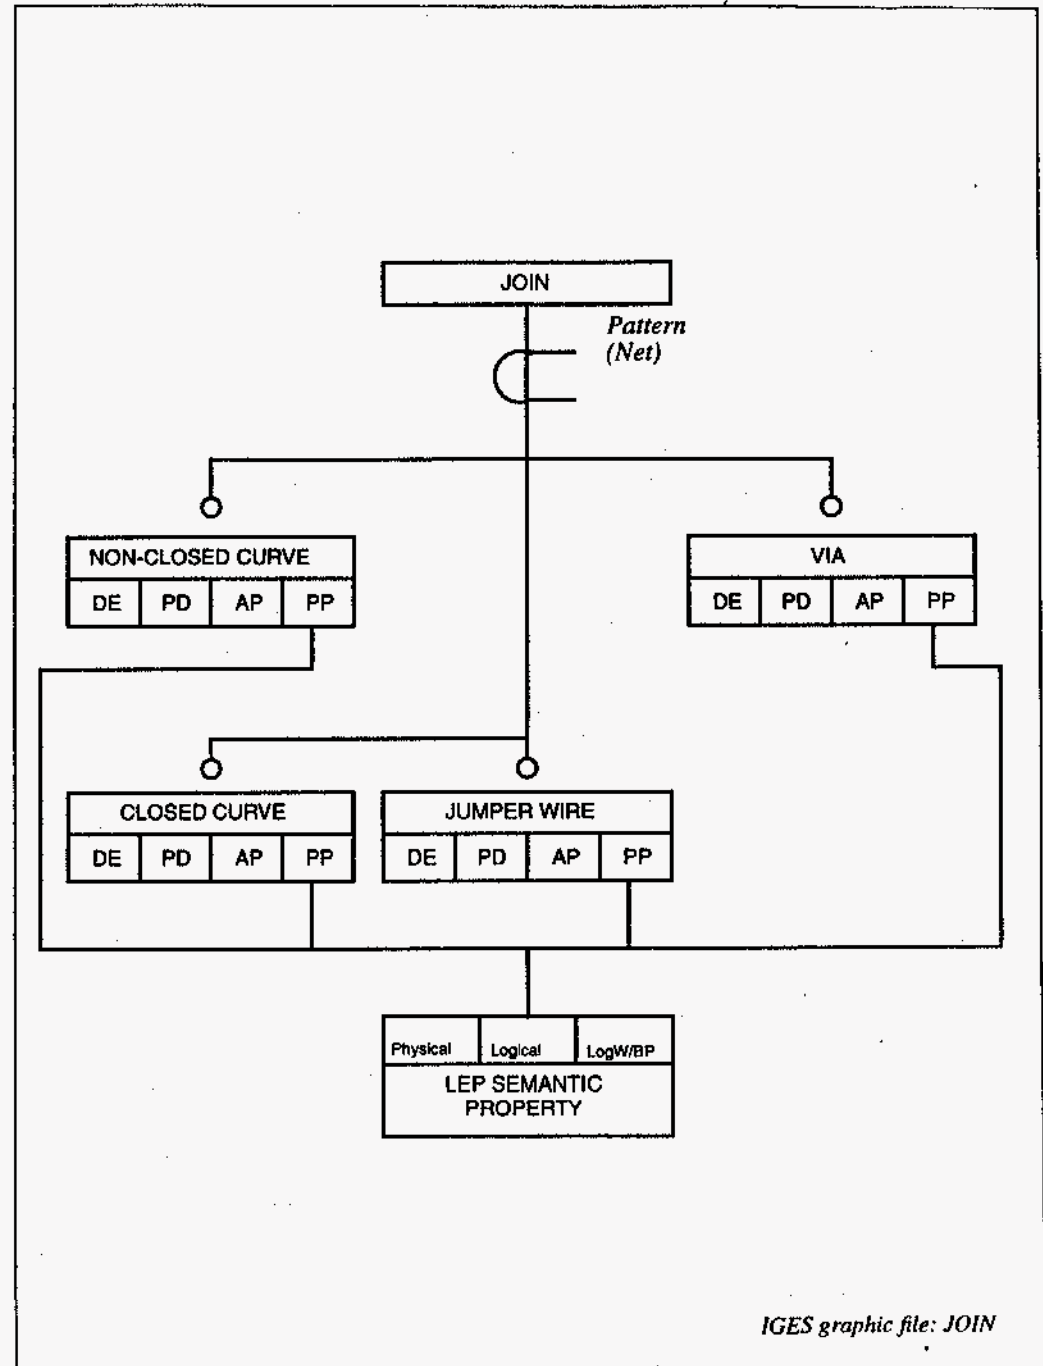 JOIN
Pattern
(Net)
NON-CLOSED CURVE
DE PD AP PP
VIA
DE PD AP PP
CLOSED CURVE
DE PD AP PP
JUMPER WIRE
DE PD AP PP
Physical Logical LogW/BP
LEP SEMANTIC
PROPERTY
IGES graphic file: JOIN